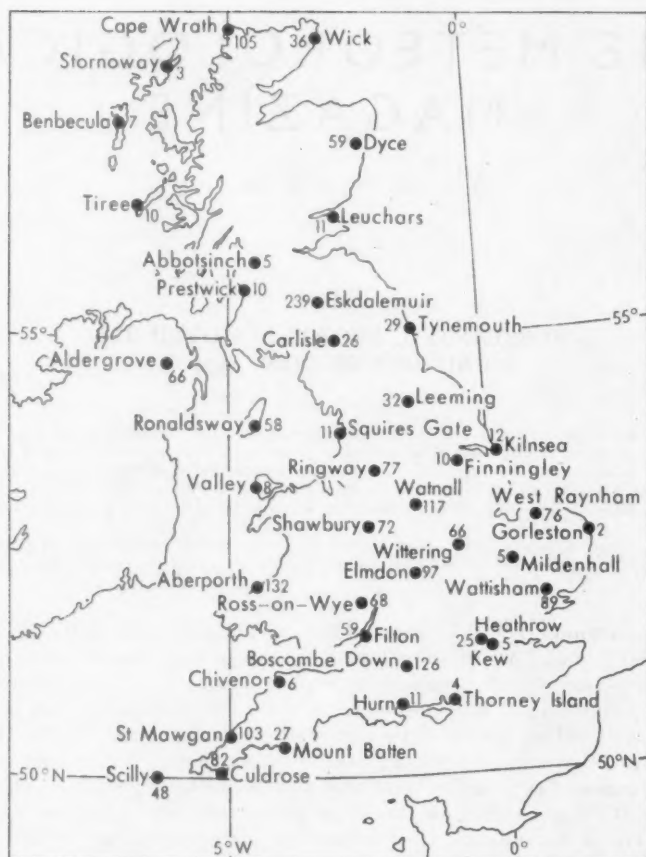 Cape Wrath
105
0°
36
Wick
Stornoway
3
Benbecula
7
59
Dyce
Tiree
10
11
Leuchars
Abbotsinch
5
Prestwick
10
239
Eskdalemuir
55°
29
Tynemouth
55°
Carlisle
26
Aldergrove
66
32
Leeming
Ronaldsway
58
11
Squires Gate
12
Kilnsea
10
Finningley
Ringway
77
Valley
8
Watnall
117
West Raynham
76
Shawbury
72
Gorleston
2
66
Wittering
5
Mildenhall
Elmdon
97
Aberporth
132
Wattisham
89
Ross-on-Wye
68
59
Filton
Heathrow
25
5
Kew
Boscombe Down
126
Chivenor
6
4
Thorney Island
Hurn
11
St Mawgan
103
27
Mount Batten
82
Culdrose
50°N
Scilly
48
50°N
5°W
0°